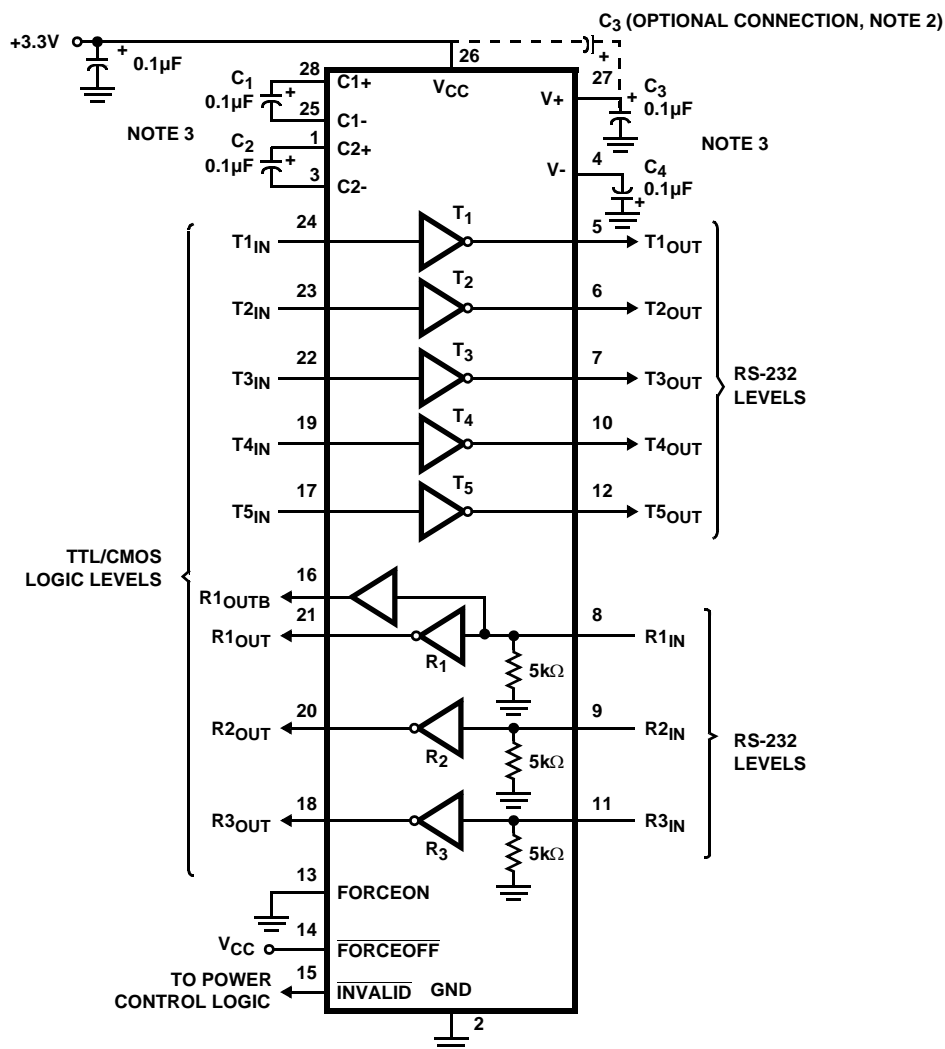 C3 (OPTIONAL CONNECTION, NOTE 2)
+3.3V
+
0.1µF
26
+
27
28
C1
0.1µF
+
C1+
VCC
V+
+
C3
0.1µF
25
C1-
NOTE 3
NOTE 3
1
C2
0.1µF
+
C2+
3
C2-
V-
4
C4
0.1µF
+
T1IN
24
T1
5
T1OUT
T2IN
23
T2
6
T2OUT
T3IN
22
T3
7
T3OUT
RS-232
LEVELS
T4IN
19
T4
10
T4OUT
T5IN
17
T5
12
T5OUT
TTL/CMOS
LOGIC LEVELS
R1OUTB
16
R1OUT
21
R1
5kΩ
8
R1IN
R2OUT
20
R2
5kΩ
9
R2IN
RS-232
LEVELS
R3OUT
18
R3
5kΩ
11
R3IN
13
FORCEON
14
VCC
FORCEOFF
15
TO POWER
CONTROL LOGIC
INVALID
GND
2